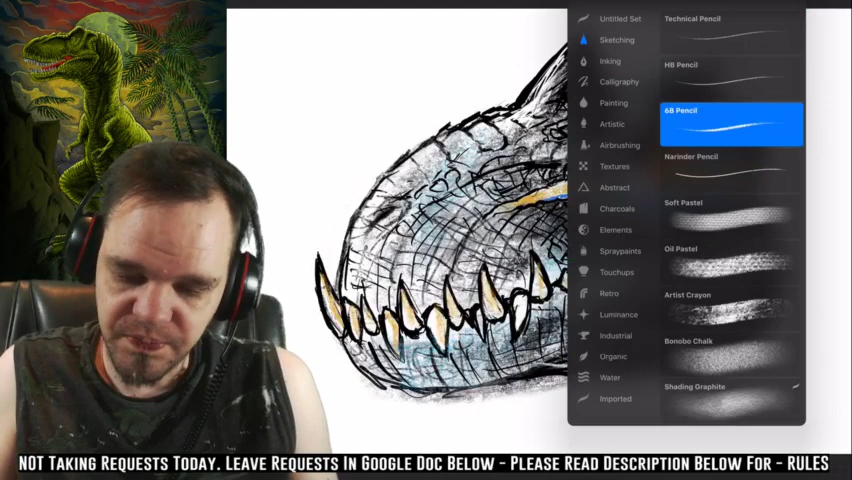 Untitled Set
Sketching
Inking
Calligraphy
Painting
Artistic
Airbrushing
Textures
Abstract
Charcoals
Elements
Spraypaints
Touchups
Retro
Luminance
Industrial
Organic
Water
Imported
Technical Pencil
HB Pencil
6B Pencil
Narinder Pencil
Soft Pastel
Oil Pastel
Artist Crayon
Bonobo Chalk
Shading Graphite
NOT Taking Requests Today. Leave Requests In Google Doc Below - Please Read Description Below For - RULES